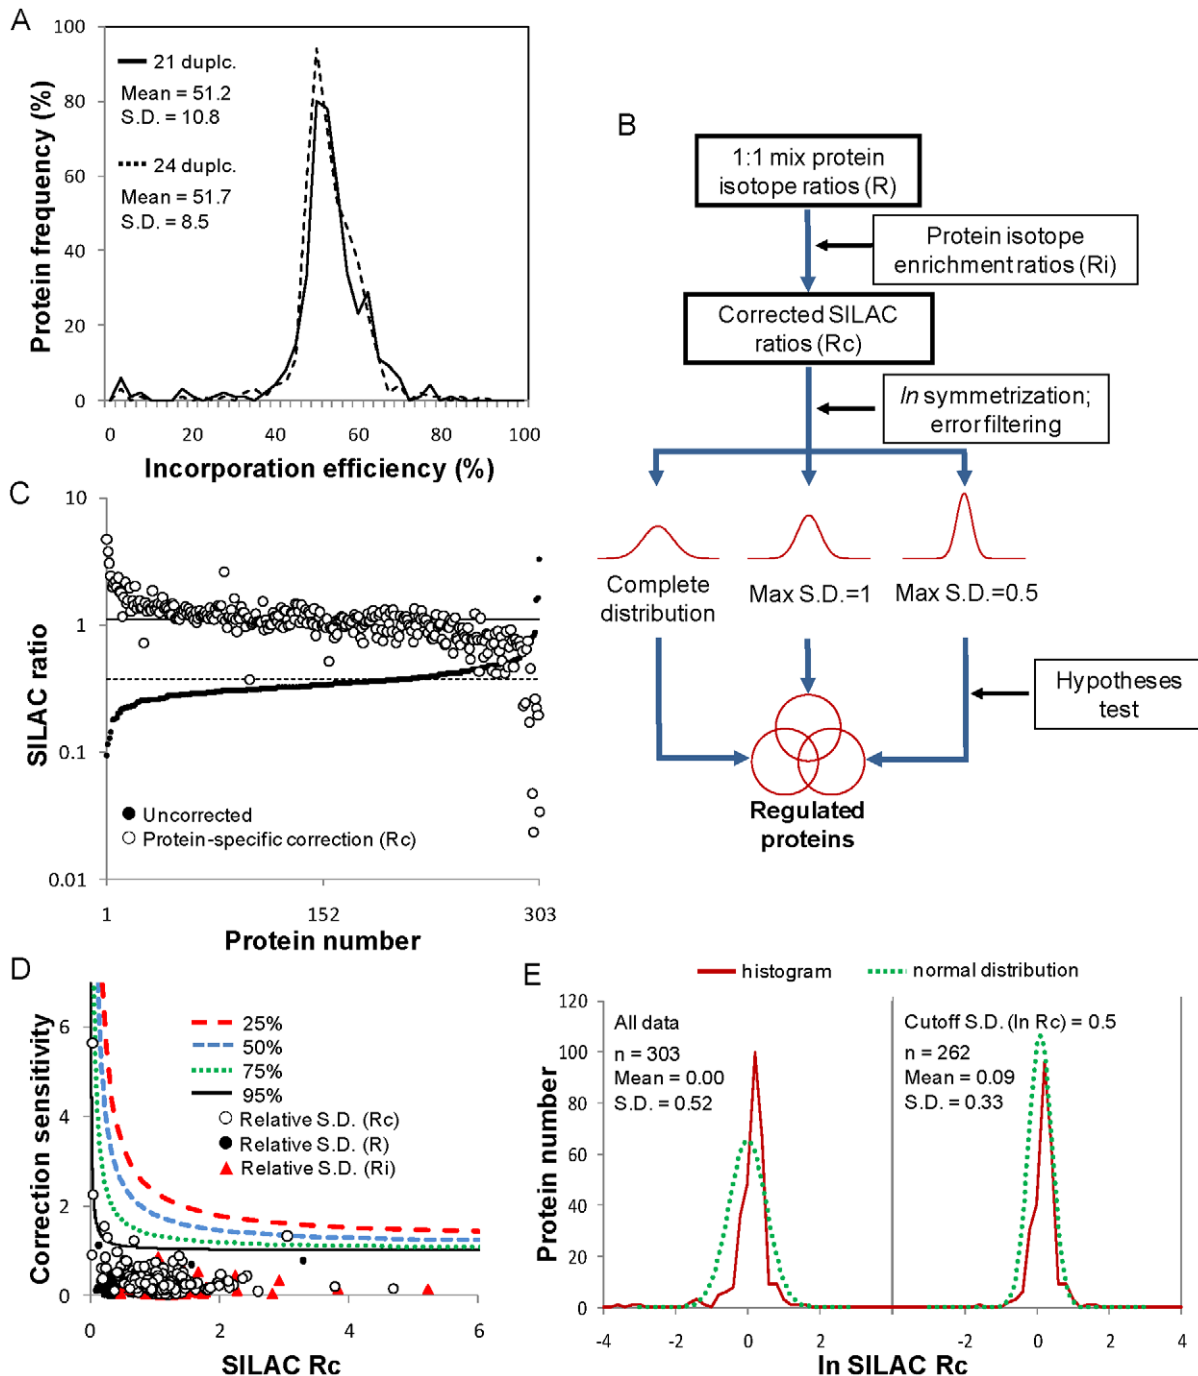 A
100
80
60
40
20
0
Protein frequency (%)
21 duplc.
Mean = 51.2
S.D. = 10.8
24 duplc.
Mean = 51.7
S.D. = 8.5
0 20 40 60 80 100
Incorporation efficiency (%)
B
1:1 mix protein
isotope ratios (R)
Protein isotope
enrichment ratios (Ri)
Corrected SILAC
ratios (Rc)
ln symmetrization;
error filtering
Complete
distribution
Max S.D.=1
Max S.D.=0.5
Hypotheses
test
Regulated
proteins
C
10
1
0.1
0.01
SILAC ratio
Uncorrected
Protein-specific correction (Rc)
1 152 303
Protein number
D
6
4
2
0
Correction sensitivity
25%
50%
75%
95%
Relative S.D. (Rc)
Relative S.D. (R)
Relative S.D. (Ri)
0 2 4 6
SILAC Rc
E
histogram
normal distribution
120
100
80
60
40
20
0
Protein number
All data
n = 303
Mean = 0.00
S.D. = 0.52
Cutoff S.D. (ln Rc) = 0.5
n = 262
Mean = 0.09
S.D. = 0.33
-4 -2 0 2 -2 0 2 4
ln SILAC Rc